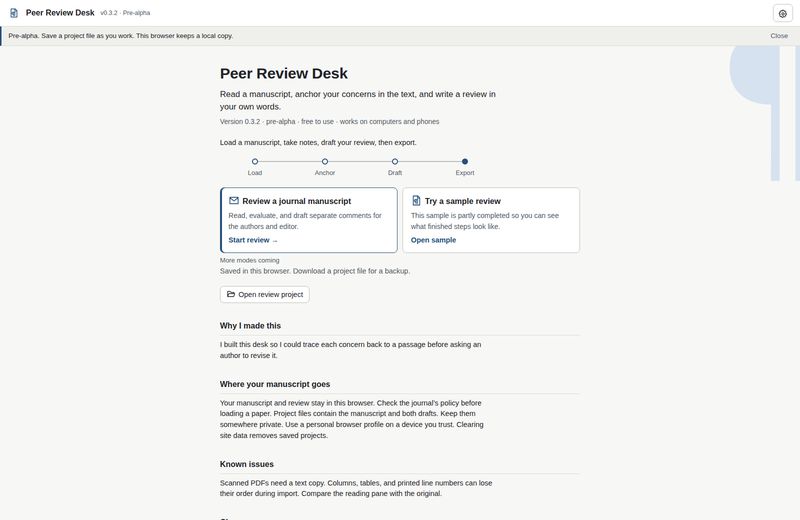 Peer Review Desk v0.3.2 · Pre-alpha
Pre-alpha. Save a project file as you work. This browser keeps a local copy. Close
Peer Review Desk
Read a manuscript, anchor your concerns in the text, and write a review in
your own words.
Version 0.3.2 · pre-alpha · free to use · works on computers and phones
Load a manuscript, take notes, draft your review, then export.
Load Anchor Draft Export
Review a journal manuscript
Read, evaluate, and draft separate comments for
the authors and editor.
Start review →
Try a sample review
This sample is partly completed so you can see
what finished steps look like.
Open sample
More modes coming
Saved in this browser. Download a project file for a backup.
Open review project
Why I made this
I built this desk so I could trace each concern back to a passage before asking an
author to revise it.
Where your manuscript goes
Your manuscript and review stay in this browser. Check the journal's policy before
loading a paper. Project files contain the manuscript and both drafts. Keep them
somewhere private. Use a personal browser profile on a device you trust. Clearing
site data removes saved projects.
Known issues
Scanned PDFs need a text copy. Columns, tables, and printed line numbers can lose
their order during import. Compare the reading pane with the original.